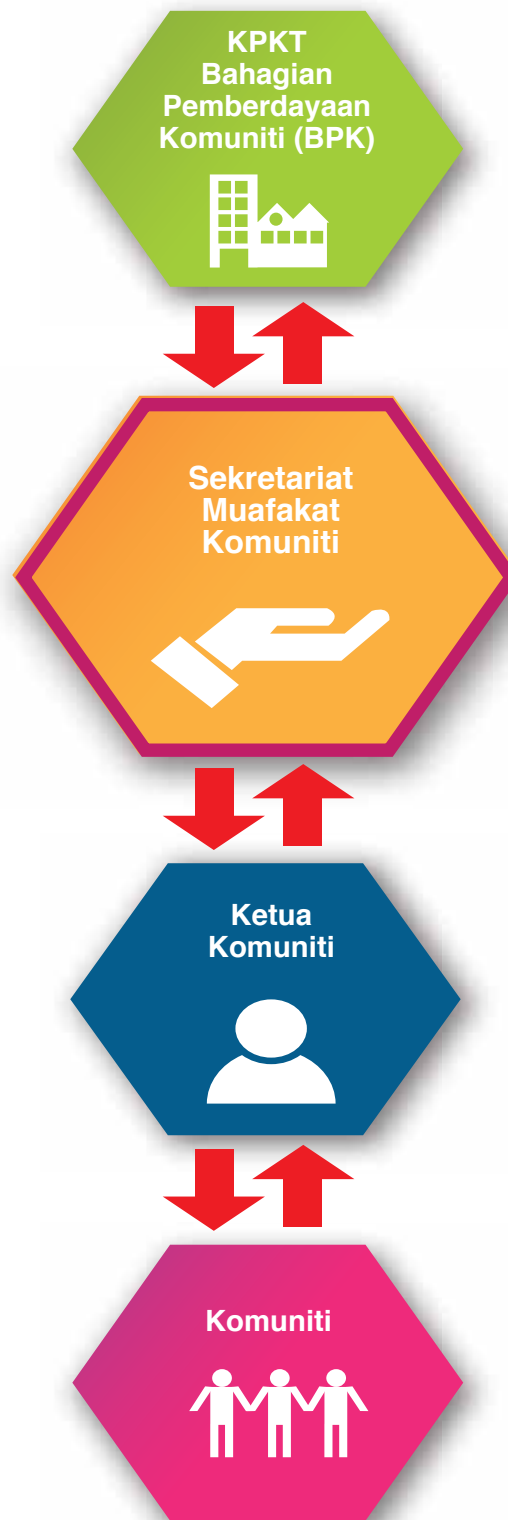 KPKT
Bahagian
Pemberdayaan
Komuniti (BPK)
Sekretariat
Muafakat
Komuniti
Ketua
Komuniti
Komuniti